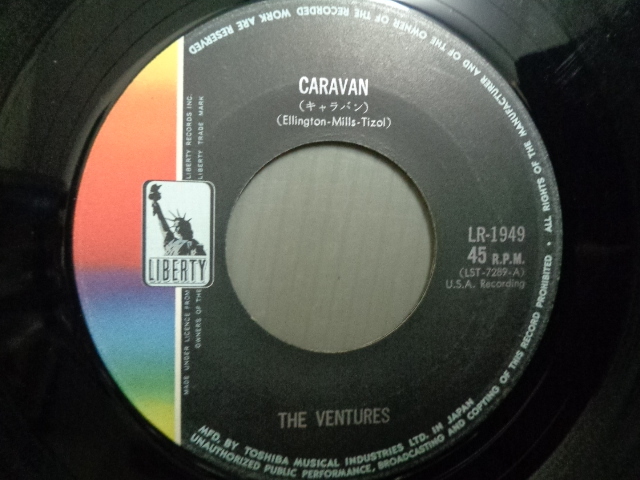 CARAVAN
(キャラバン)
(Ellington-Mills-Tizol)
LIBERTY
LR-1949
45 R.P.M.
(LST-7289-A)
U.S.A. Recording
THE VENTURES
MFD. BY TOSHIBA MUSICAL INDUSTRIES LTD. IN JAPAN
ALL RIGHTS OF THE MANUFACTURER AND OF THE OWNER OF THE RECORDED WORK ARE RESERVED
UNAUTHORIZED PUBLIC PERFORMANCE, BROADCASTING AND COPYING OF THIS RECORD PROHIBITED •
MADE UNDER LICENCE FROM LIBERTY RECORDS INC.
OWNERS OF THE LIBERTY TRADE MARK